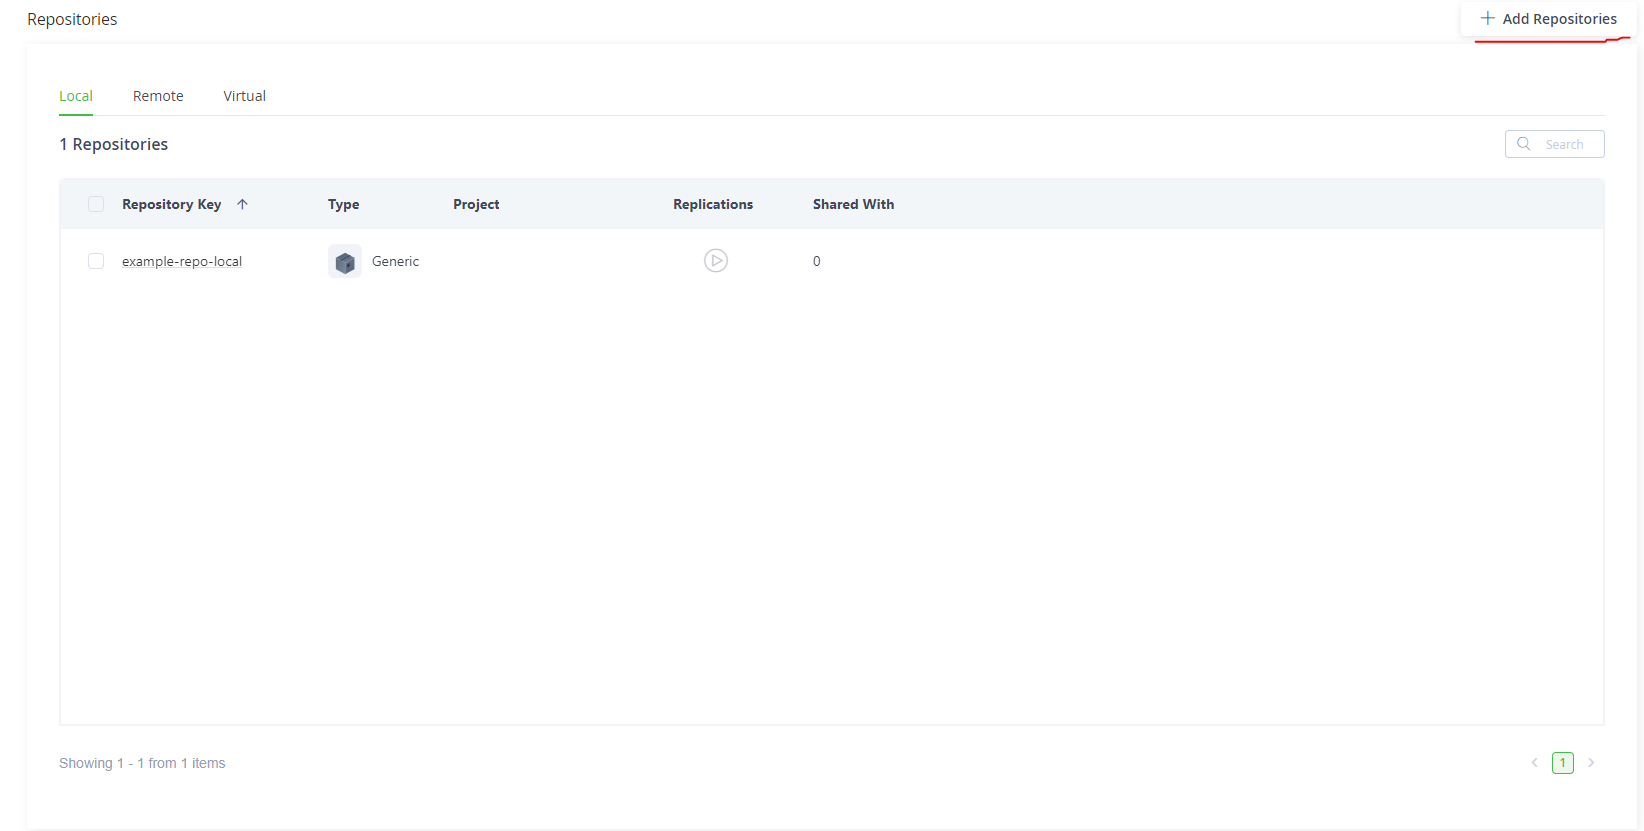 Repositories
Add Repositories
Local Remote Virtual
1 Repositories
Search
Repository Key Type Project Replications Shared With
example-repo-local Generic 0
Showing 1 - 1 from 1 items
1